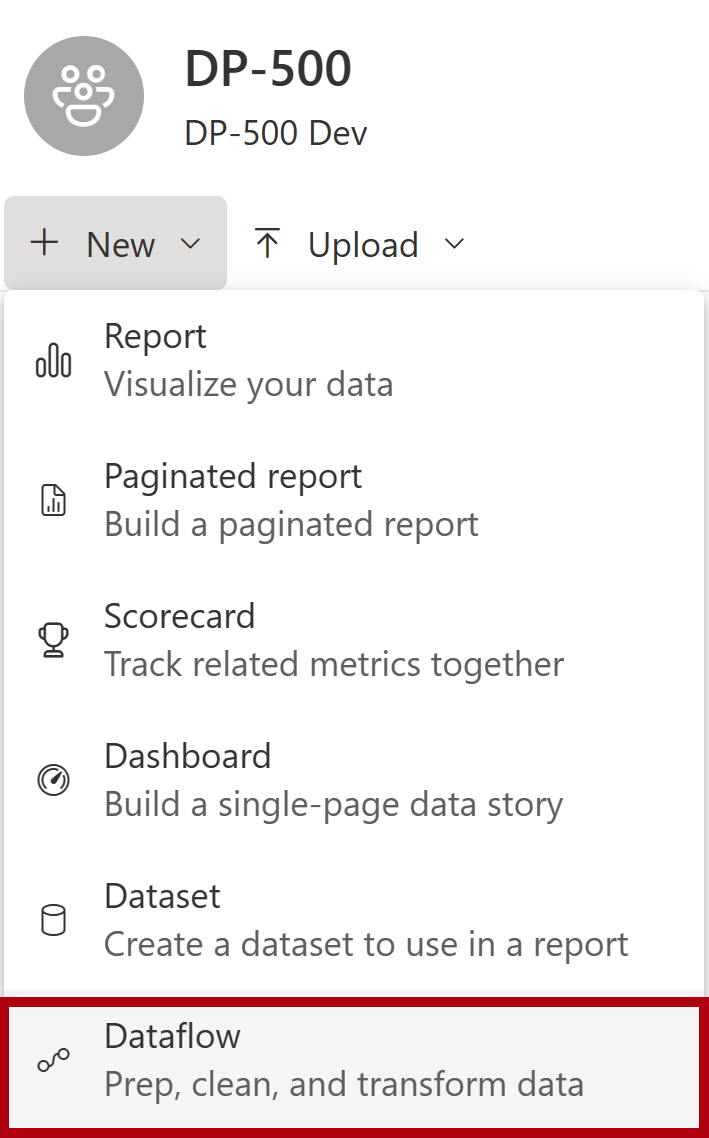 DP-500
DP-500 Dev
New
Upload
Report
Visualize your data
Paginated report
Build a paginated report
Scorecard
Track related metrics together
Dashboard
Build a single-page data story
Dataset
Create a dataset to use in a report
Dataflow
Prep, clean, and transform data